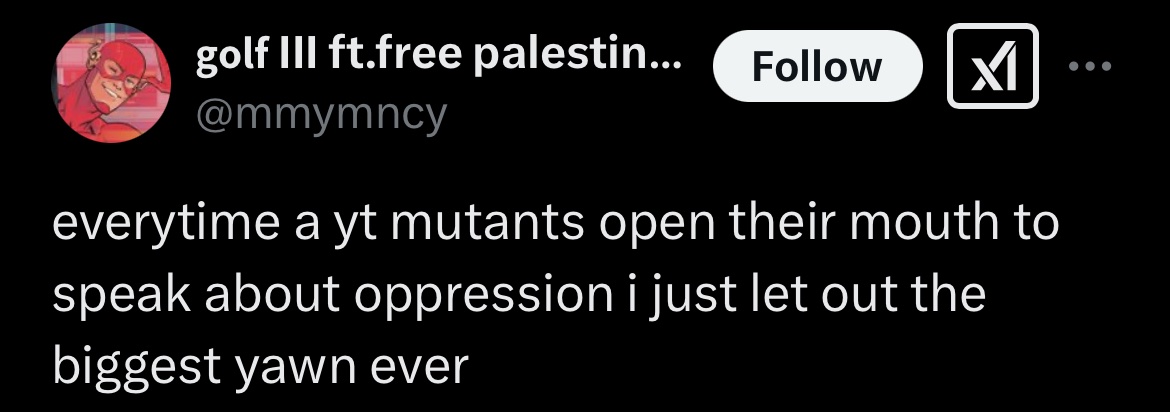 golf III ft.free palestin...
Follow
@mmymncy
everytime a yt mutants open their mouth to
speak about oppression i just let out the
biggest yawn ever